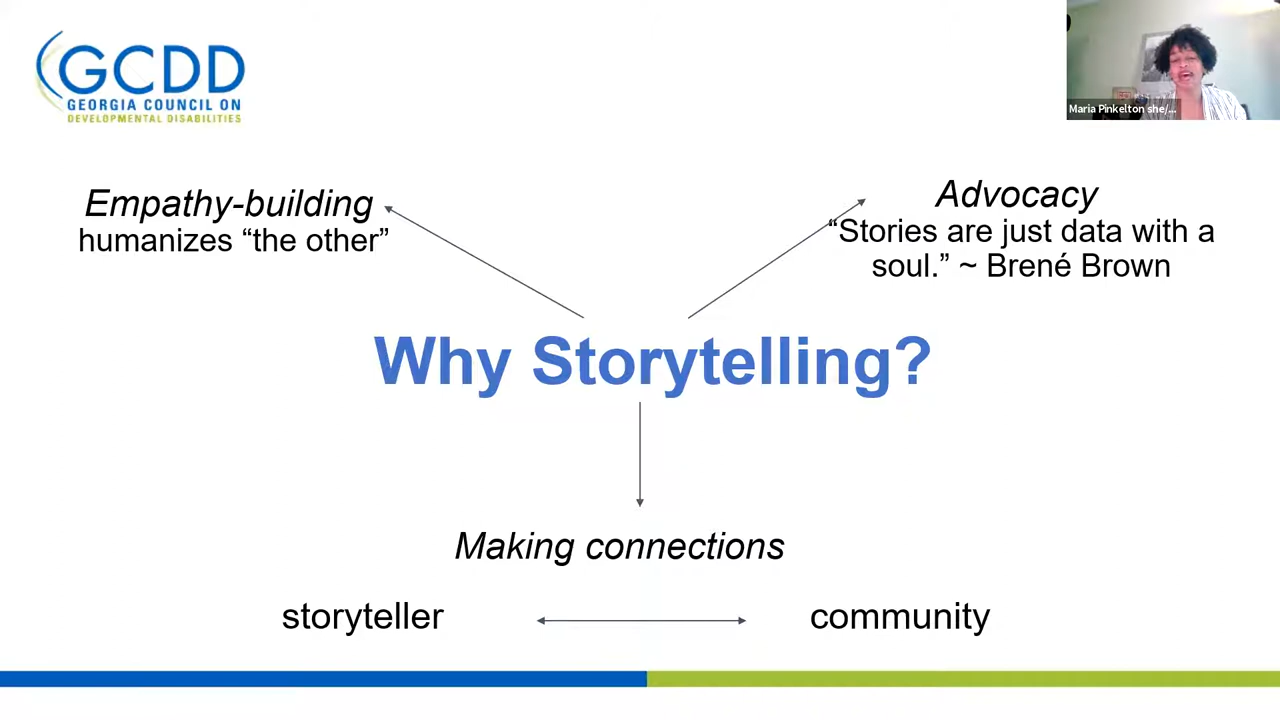 GCDD
GEORGIA COUNCIL ON
DEVELOPMENTAL DISABILITIES
Maria Pinkelton she/...
Empathy-building
humanizes “the other”
Advocacy
“Stories are just data with a
soul.” ~ Brené Brown
Why Storytelling?
Making connections
storyteller
community